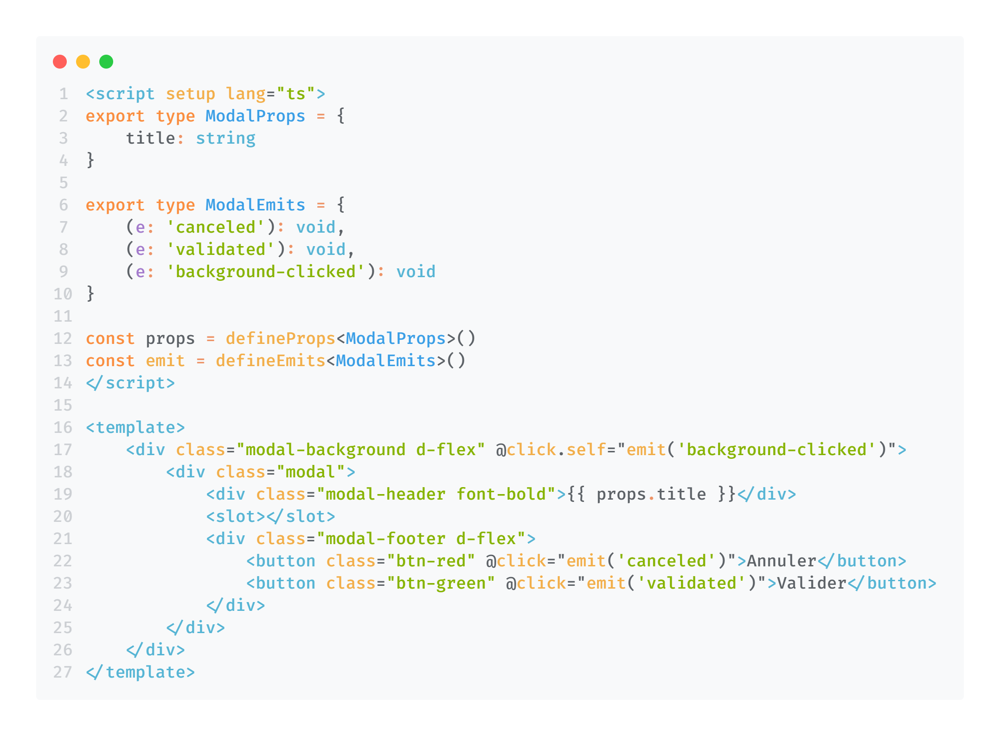 1 <script setup lang="ts">
2 export type ModalProps = {
3     title: string
4 }
5
6 export type ModalEmits = {
7     (e: 'canceled'): void,
8     (e: 'validated'): void,
9     (e: 'background-clicked'): void
10 }
11
12 const props = defineProps<ModalProps>()
13 const emit = defineEmits<ModalEmits>()
14 </script>
15
16 <template>
17     <div class="modal-background d-flex" @click.self="emit('background-clicked')">
18         <div class="modal">
19             <div class="modal-header font-bold">{{ props.title }}</div>
20             <slot></slot>
21             <div class="modal-footer d-flex">
22                 <button class="btn-red" @click="emit('canceled')">Annuler</button>
23                 <button class="btn-green" @click="emit('validated')">Valider</button>
24             </div>
25         </div>
26     </div>
27 </template>